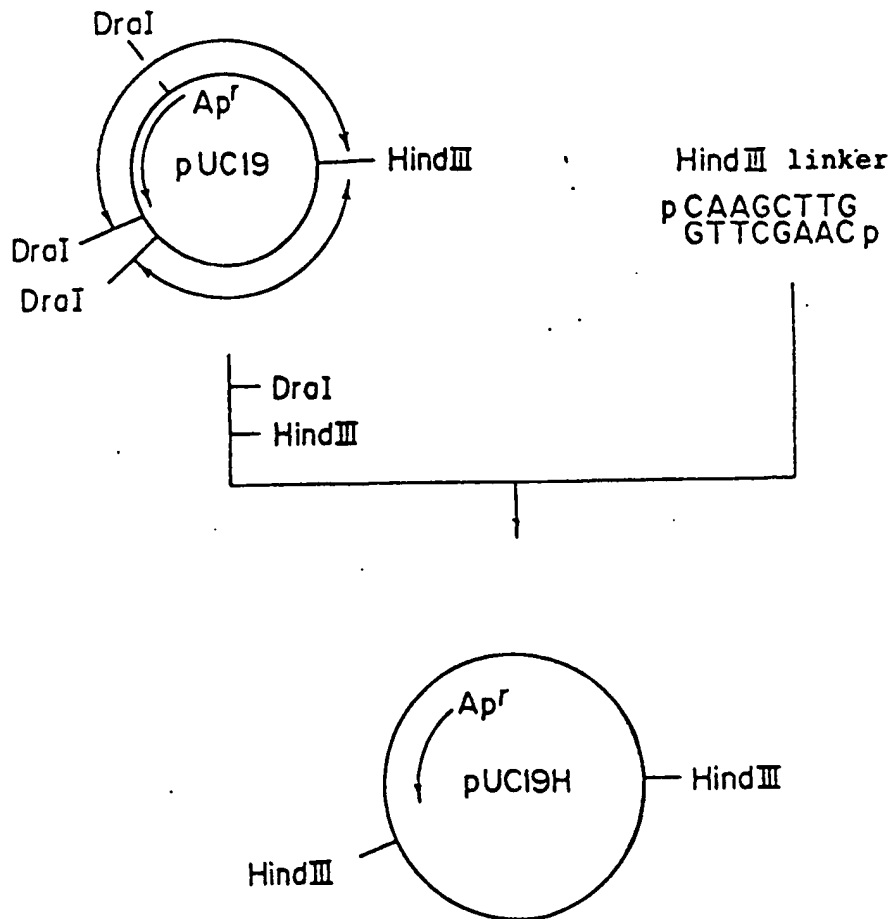 DraI
Apʳ
pUC19
HindⅢ
DraI
DraI
HindⅢ linker
pCAAGCTTG
GTTCGAACp
DraI
HindⅢ
Apʳ
pUC19H
HindⅢ
HindⅢ